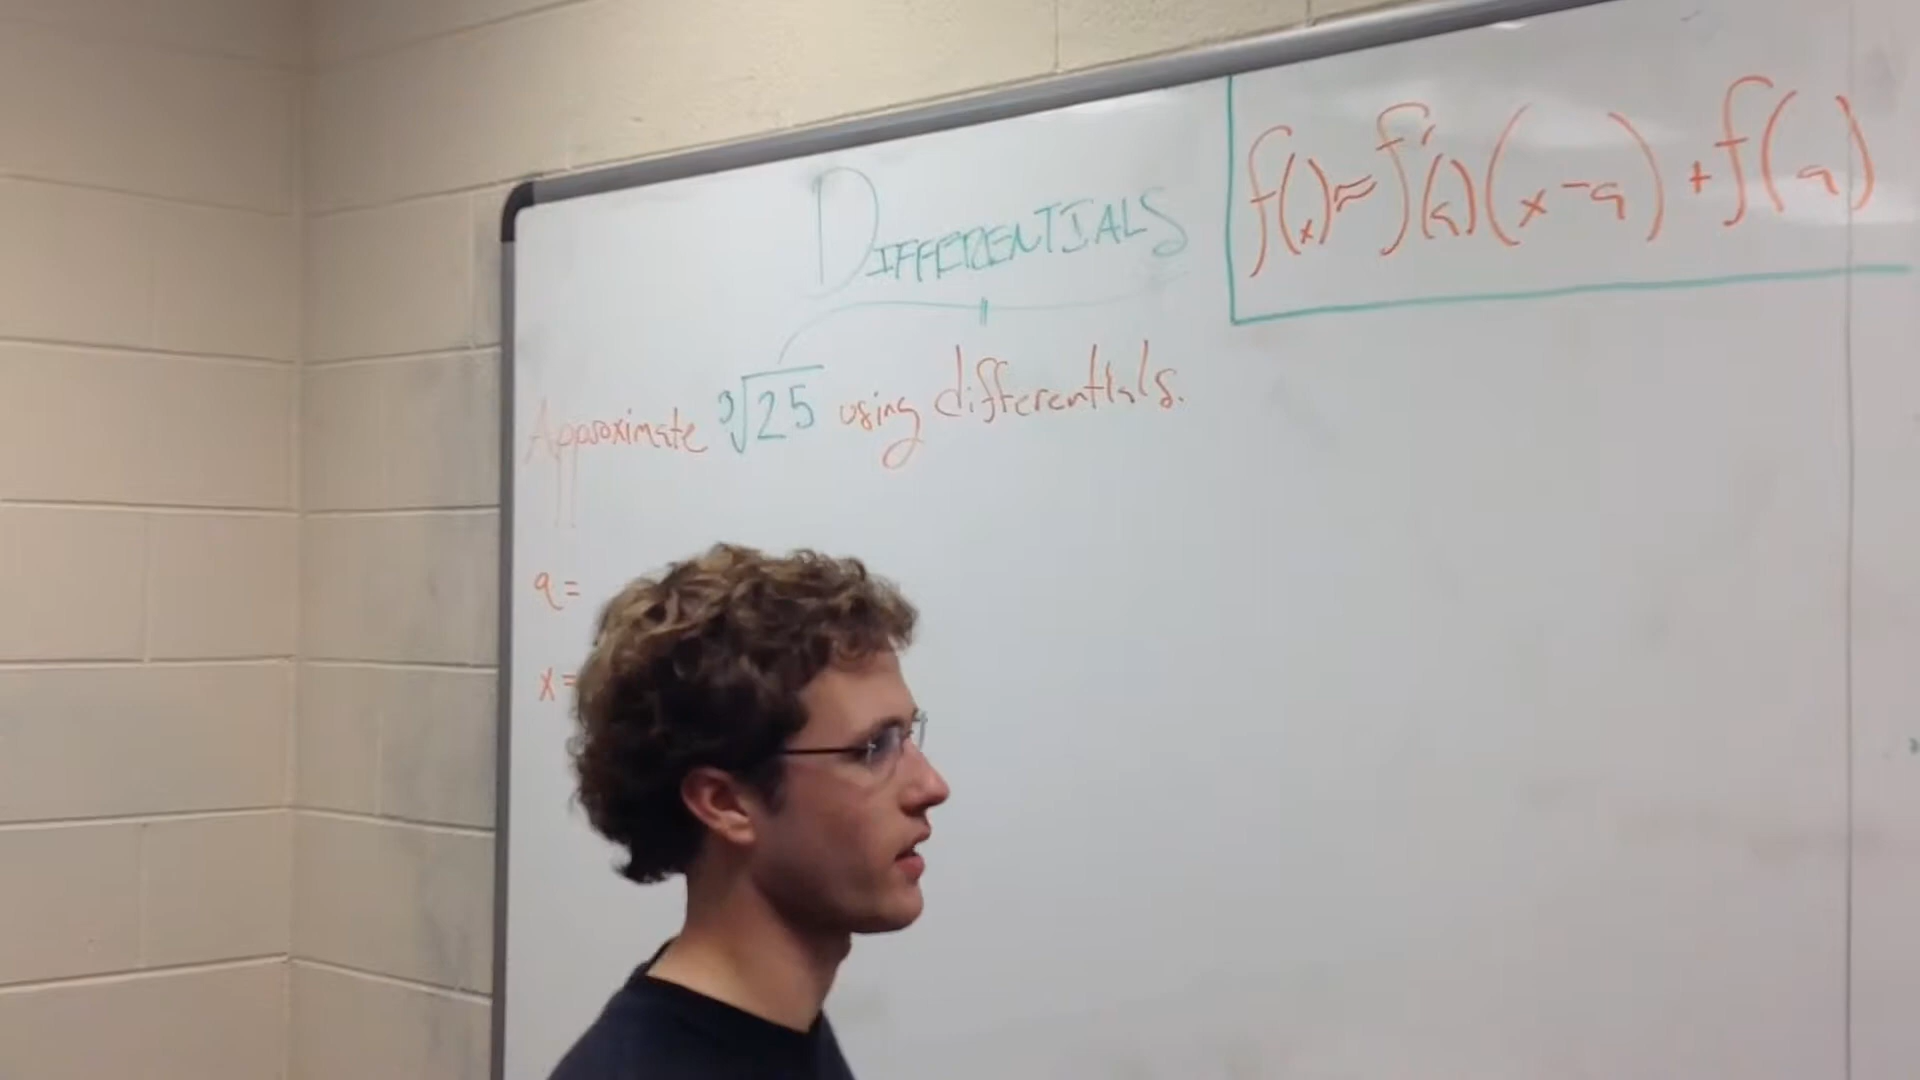 DIFFERENTIALS
f(x)≈f'(a)(x-a)+f(a)
Approximate ∛25 using differentials.
a=
x=